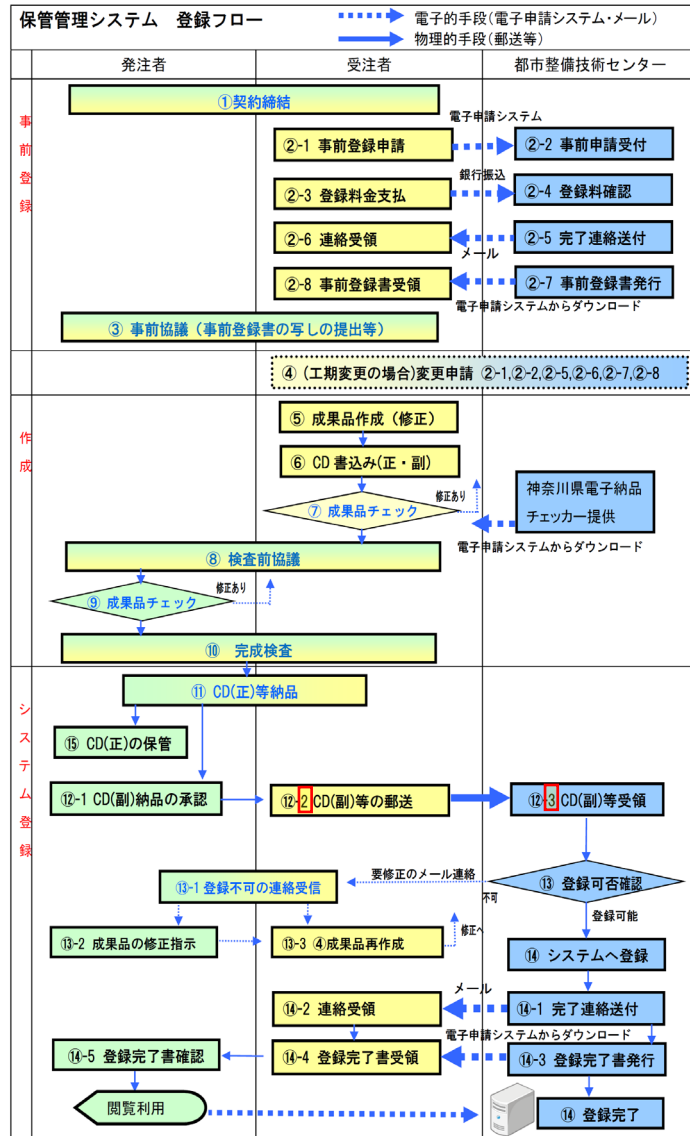 保管管理システム　登録フロー
電子的手段(電子申請システム・メール)
物理的手段(郵送等)
発注者
受注者
都市整備技術センター
事前登録
①契約締結
電子申請システム
②-1 事前登録申請
②-2 事前申請受付
銀行振込
②-3 登録料金支払
②-4 登録料確認
②-6 連絡受領
②-5 完了連絡送付
メール
②-8 事前登録書受領
②-7 事前登録書発行
電子申請システムからダウンロード
③ 事前協議（事前登録書の写しの提出等）
④ (工期変更の場合)変更申請 ②-1,②-2,②-5,②-6,②-7,②-8
作成
⑤ 成果品作成（修正）
⑥ CD 書込み(正・副)
修正あり
⑦ 成果品チェック
神奈川県電子納品
チェッカー提供
電子申請システムからダウンロード
⑧ 検査前協議
修正あり
⑨ 成果品チェック
⑩ 完成検査
システム登録
⑪ CD(正)等納品
⑮ CD(正)の保管
⑫-1 CD(副)納品の承認
⑫-2 CD(副)等の郵送
⑫-3 CD(副)等受領
要修正のメール連絡
⑬ 登録可否確認
⑬-1 登録不可の連絡受信
不可
登録可能
⑬-2 成果品の修正指示
⑬-3 ④成果品再作成
修正へ
⑭ システムへ登録
メール
⑭-2 連絡受領
⑭-1 完了連絡送付
電子申請システムからダウンロード
⑭-5 登録完了書確認
⑭-4 登録完了書受領
⑭-3 登録完了書発行
閲覧利用
⑭ 登録完了